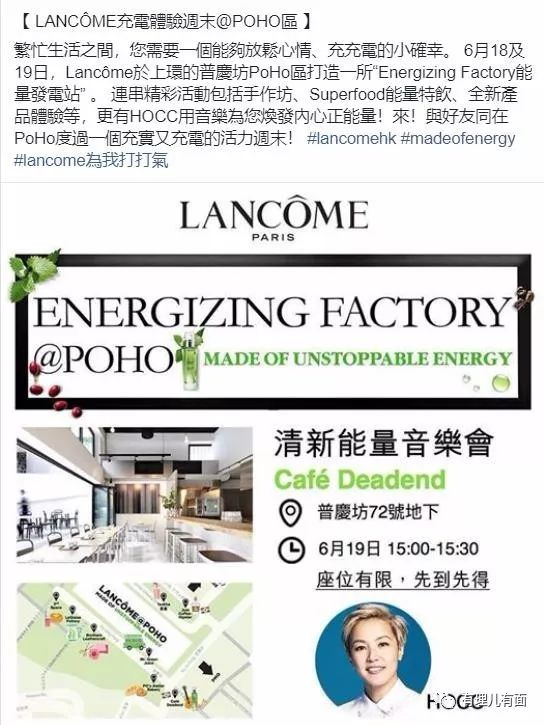 【 LANCÔME充電體驗週末@POHO區 】
繁忙生活之間，您需要一個能夠放鬆心情、充充電的小確幸。 6月18及
19日，Lancôme於上環的普慶坊PoHo區打造一所“Energizing Factory能
量發電站” 。 連串精彩活動包括手作坊、Superfood能量特飲、全新產
品體驗等，更有HOCC用音樂為您煥發內心正能量！來！與好友同在
PoHo度過一個充實又充電的活力週末！ #lancomehk #madeofenergy
#lancome為我打打氣
LANCÔME
PARIS
ENERGIZING FACTORY
@POHO MADE OF UNSTOPPABLE ENERGY
清新能量音樂會
Café Deadend
普慶坊72號地下
6月19日 15:00-15:30
座位有限，先到先得
LANCÔME@POHO
HOCC
有理儿有面